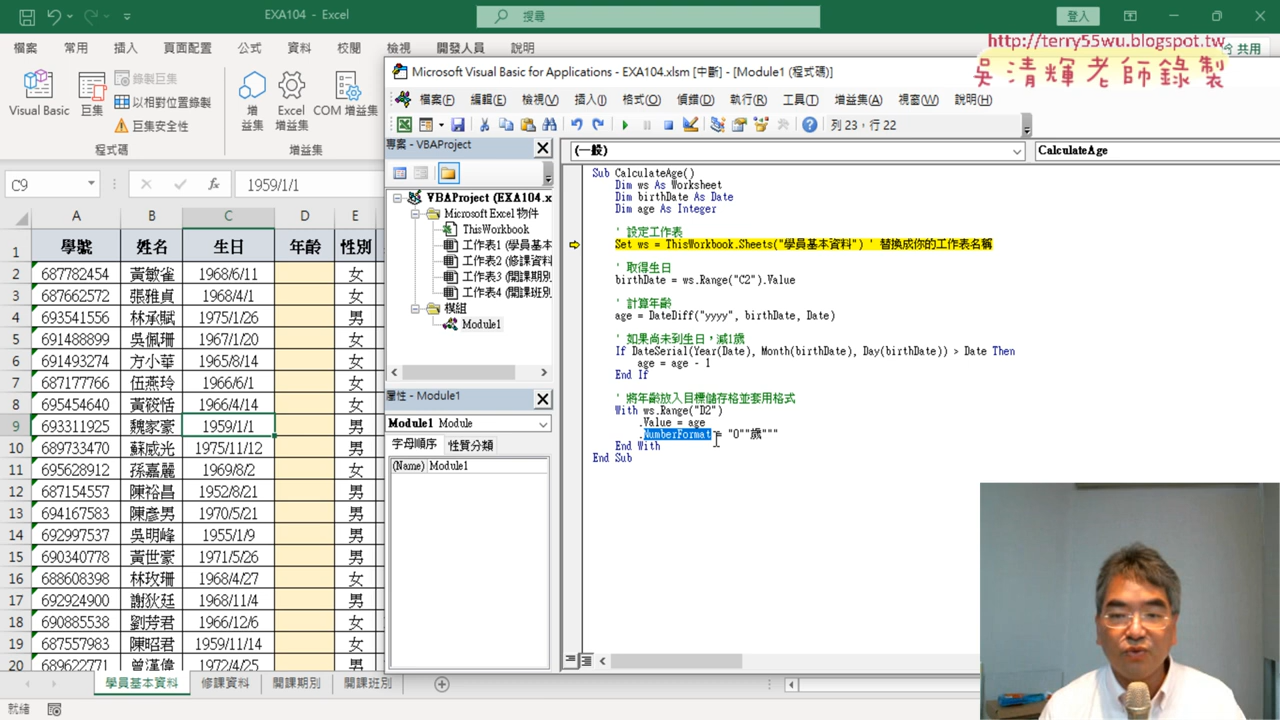 EXA104 - Excel
搜尋
登入
檔案 常用 插入 頁面配置 公式 資料 校閱 檢視 開發人員 說明
共用
http://terry55wu.blogspot.tw
吳清輝老師錄製
Visual Basic
巨集
錄製巨集
以相對位置錄製
巨集安全性
增益集
Excel 增益集
COM 增益集
程式碼
增益集
C9
1959/1/1
A B C D E
1 學號 姓名 生日 年齡 性別
2 687782454 黃敏雀 1968/6/11 女
3 687662572 張雅貞 1968/4/1 女
4 693541556 林承賦 1975/1/26 男
5 691488899 吳佩珊 1967/1/20 女
6 691493274 方小華 1965/8/14 女
7 687177766 伍燕玲 1966/6/1 女
8 695454640 黃筱恬 1966/4/14 女
9 693311925 魏家豪 1959/1/1 男
10 689733470 蘇威光 1975/11/12 男
11 695628912 孫嘉麗 1969/8/2 女
12 687154557 陳裕昌 1952/8/21 男
13 694167583 陳彥男 1970/5/21 男
14 692997537 吳明峰 1955/1/9 男
15 690340778 黃世豪 1971/5/26 男
16 688608398 林玫珊 1968/4/27 女
17 692924900 謝狄廷 1968/11/4 男
18 690885538 劉芳君 1966/12/6 女
19 687557983 陳昭君 1959/11/14 男
20 689622771 曾漢偉 1972/4/25 男
學員基本資料 修課資料 開課期別 開課班別
就緒
Microsoft Visual Basic for Applications - EXA104.xlsm [中斷] - [Module1 (程式碼)]
檔案(F) 編輯(E) 檢視(V) 插入(I) 格式(O) 偵錯(D) 執行(R) 工具(T) 增益集(A) 視窗(W) 說明(H)
列 23，行 22
專案 - VBAProject
VBAProject (EXA104.x
Microsoft Excel 物件
ThisWorkbook
工作表1 (學員基本
工作表2 (修課資料
工作表3 (開課期別
工作表4 (開課班別
模組
Module1
屬性 - Module1
Module1 Module
字母順序 性質分類
(Name) Module1
(一般)
CalculateAge
Sub CalculateAge()
Dim ws As Worksheet
Dim birthDate As Date
Dim age As Integer
' 設定工作表
Set ws = ThisWorkbook.Sheets("學員基本資料") ' 替換成你的工作表名稱
' 取得生日
birthDate = ws.Range("C2").Value
' 計算年齡
age = DateDiff("yyyy", birthDate, Date)
' 如果尚未到生日，減1歲
If DateSerial(Year(Date), Month(birthDate), Day(birthDate)) > Date Then
age = age - 1
End If
' 將年齡放入目標儲存格並套用格式
With ws.Range("D2")
.Value = age
.NumberFormat = "0""歲"""
End With
End Sub